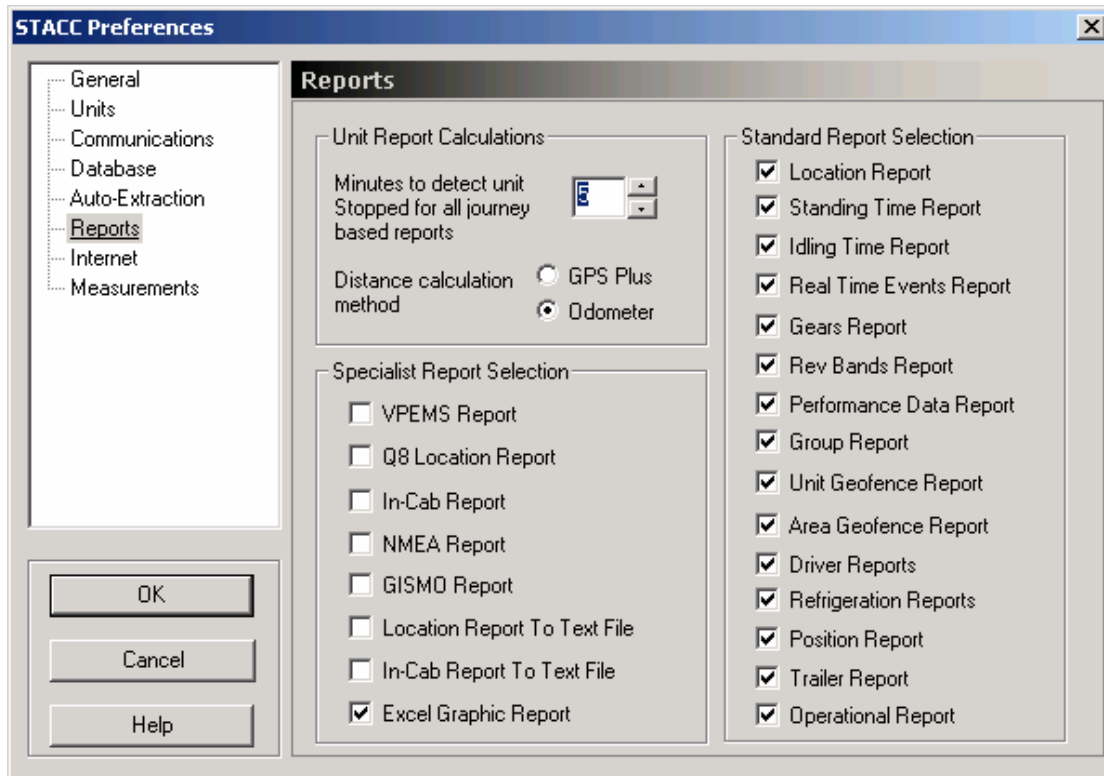 STACC Preferences
General
Units
Communications
Database
Auto-Extraction
Reports
Internet
Measurements
OK
Cancel
Help
Reports
Unit Report Calculations
Minutes to detect unit
Stopped for all journey
based reports
5
Distance calculation
method
GPS Plus
Odometer
Specialist Report Selection
VPEMS Report
Q8 Location Report
In-Cab Report
NMEA Report
GISMO Report
Location Report To Text File
In-Cab Report To Text File
Excel Graphic Report
Standard Report Selection
Location Report
Standing Time Report
Idling Time Report
Real Time Events Report
Gears Report
Rev Bands Report
Performance Data Report
Group Report
Unit Geofence Report
Area Geofence Report
Driver Reports
Refrigeration Reports
Position Report
Trailer Report
Operational Report